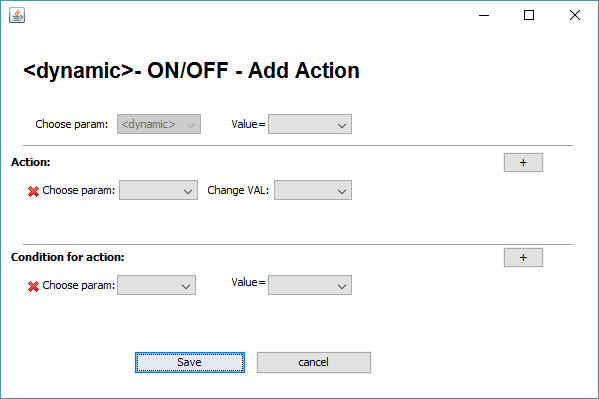 <dynamic>- ON/OFF - Add Action
Choose param: <dynamic> Value=
Action: +
Choose param: Change VAL:
Condition for action: +
Choose param: Value=
Save cancel